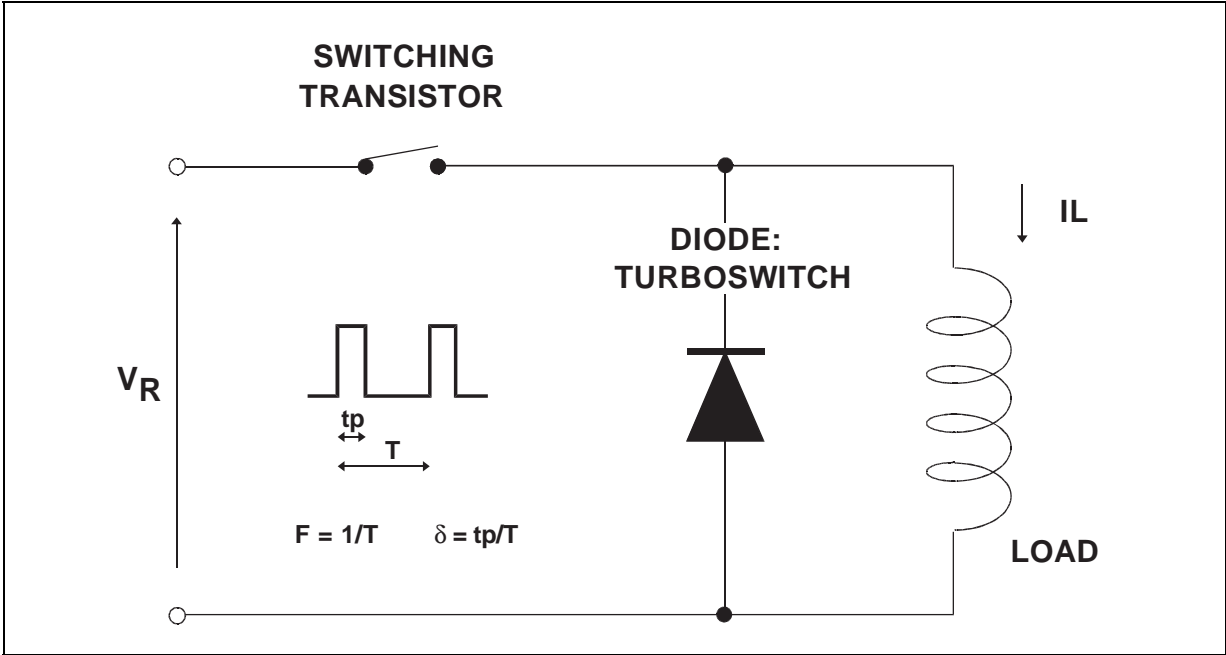 SWITCHING
TRANSISTOR
IL
DIODE:
TURBOSWITCH
VR
tp
T
F = 1/T δ = tp/T
LOAD